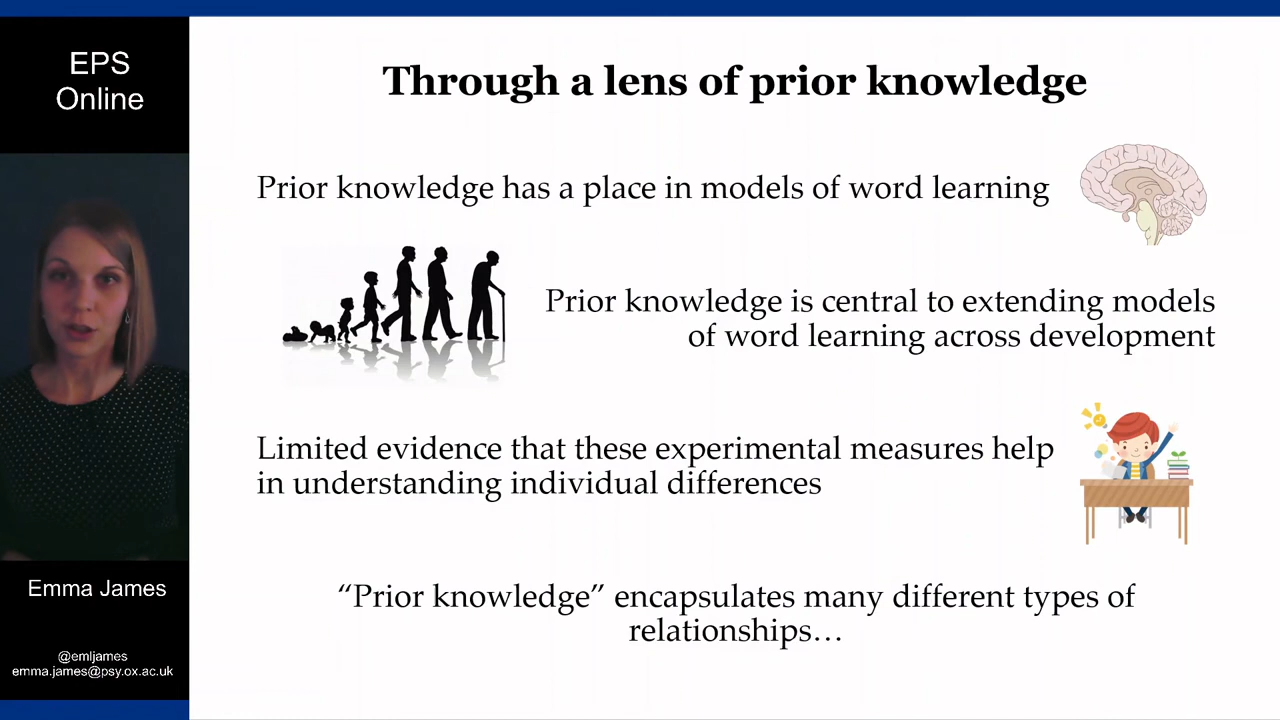 EPS
Online
Through a lens of prior knowledge
Prior knowledge has a place in models of word learning
Prior knowledge is central to extending models
of word learning across development
Limited evidence that these experimental measures help
in understanding individual differences
“Prior knowledge” encapsulates many different types of
relationships…
Emma James
@emljames
emma.james@psy.ox.ac.uk